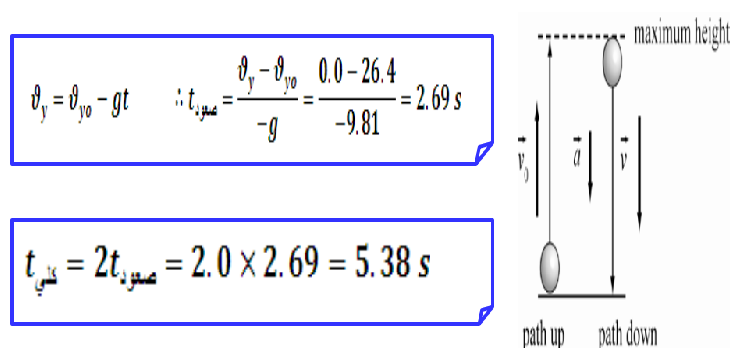 ϑy = ϑyo − gt ∴ tصعود = ϑy − ϑyo / −g = 0.0 − 26.4 / −9.81 = 2.69 s
tكلي = 2tصعود = 2.0 × 2.69 = 5.38 s
maximum height
v⃗0 a⃗ v⃗
path up path down